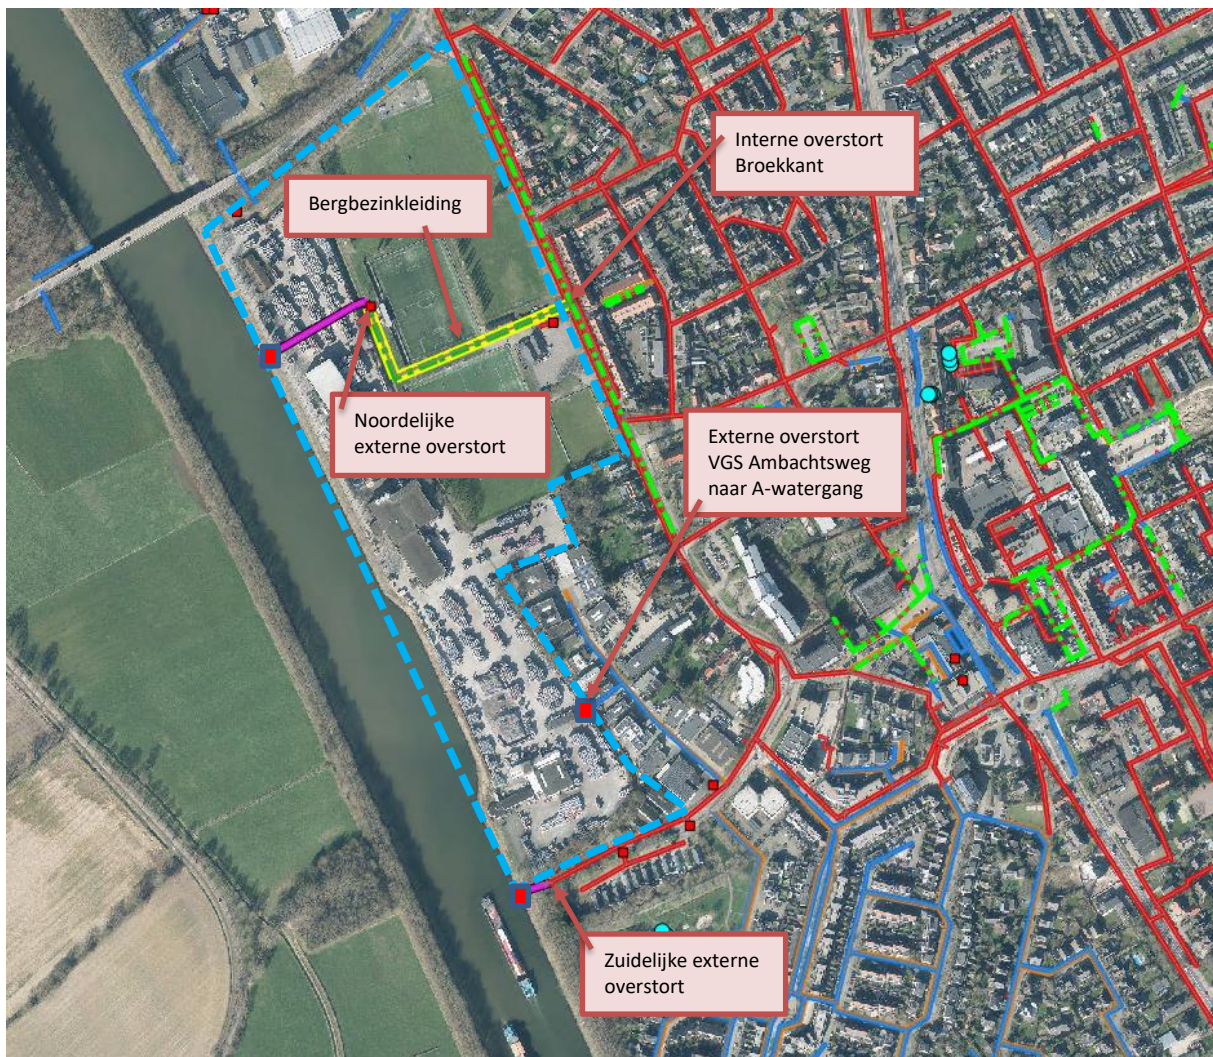 Interne overstort
Broekkant
Bergbezinkleiding
Noordelijke
externe overstort
Externe overstort
VGS Ambachtsweg
naar A-watergang
Zuidelijke externe
overstort